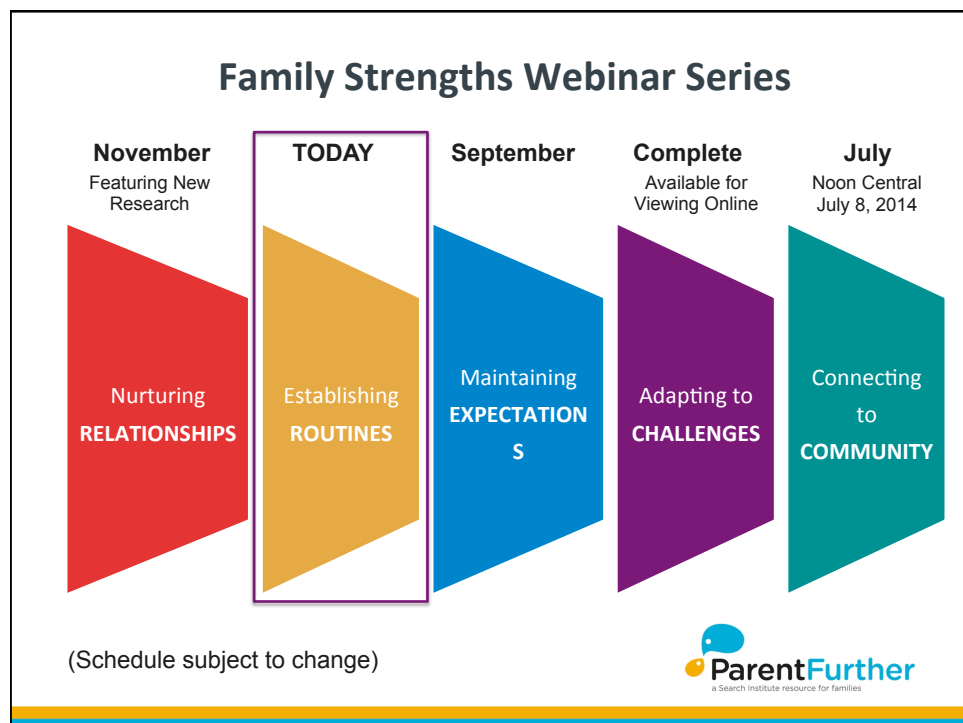 Family Strengths Webinar Series
November
Featuring New
Research
TODAY
September
Complete
Available for
Viewing Online
July
Noon Central
July 8, 2014
Nurturing
RELATIONSHIPS
Establishing
ROUTINES
Maintaining
EXPECTATION
S
Adapting to
CHALLENGES
Connecting
to
COMMUNITY
(Schedule subject to change)
ParentFurther
a Search Institute resource for families